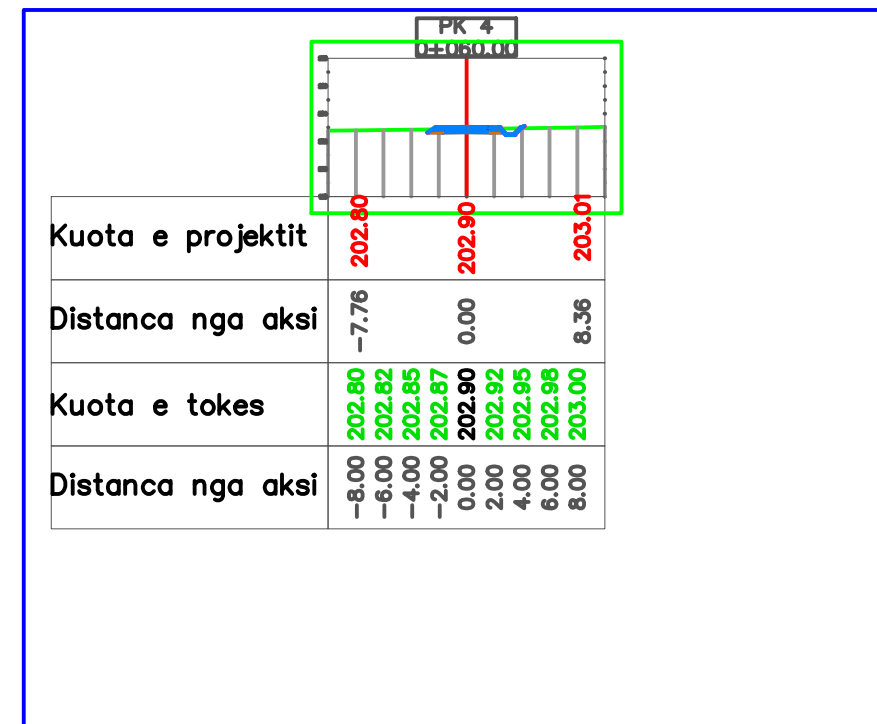 PK 4
0+060.00
Kuota e projektit 202.80 202.90 203.01
Distanca nga aksi -7.76 0.00 8.36
Kuota e tokes 202.80 202.82 202.85 202.87 202.90 202.92 202.95 202.98 203.00
Distanca nga aksi -8.00 -6.00 -4.00 -2.00 0.00 2.00 4.00 6.00 8.00